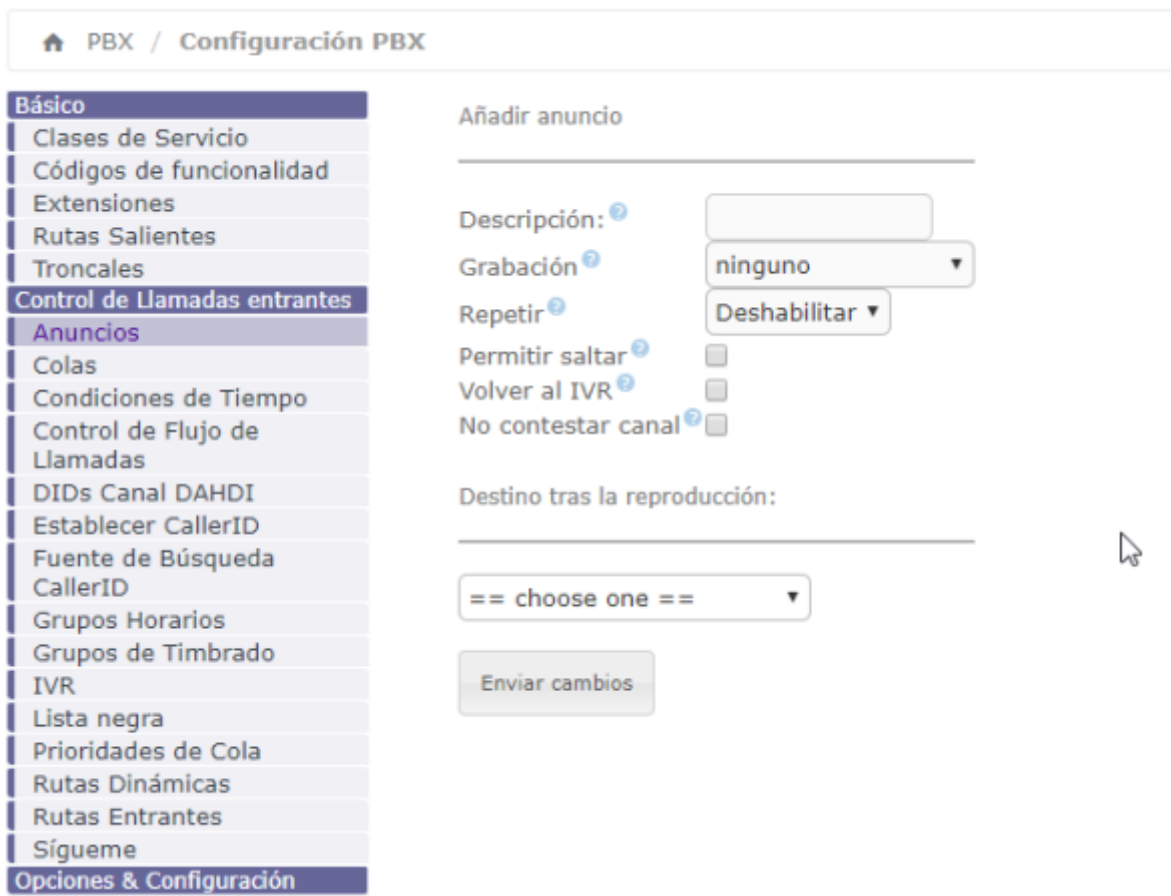 PBX / Configuración PBX
Básico
Clases de Servicio
Códigos de funcionalidad
Extensiones
Rutas Salientes
Troncales
Control de Llamadas entrantes
Anuncios
Colas
Condiciones de Tiempo
Control de Flujo de
Llamadas
DIDs Canal DAHDI
Establecer CallerID
Fuente de Búsqueda
CallerID
Grupos Horarios
Grupos de Timbrado
IVR
Lista negra
Prioridades de Cola
Rutas Dinámicas
Rutas Entrantes
Sígueme
Opciones & Configuración
Añadir anuncio
Descripción: ?
Grabación ? ninguno
Repetir ? Deshabilitar
Permitir saltar ?
Volver al IVR ?
No contestar canal ?
Destino tras la reproducción:
== choose one ==
Enviar cambios